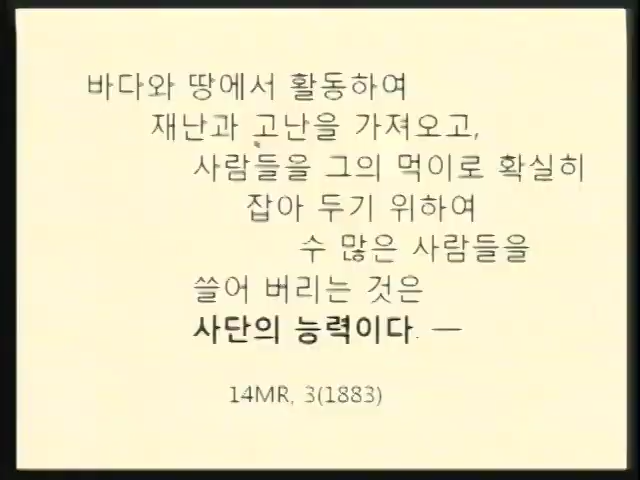 바다와 땅에서 활동하여
재난과 고난을 가져오고,
사람들을 그의 먹이로 확실히
잡아 두기 위하여
수 많은 사람들을
쓸어 버리는 것은
사단의 능력이다. —
14MR, 3(1883)